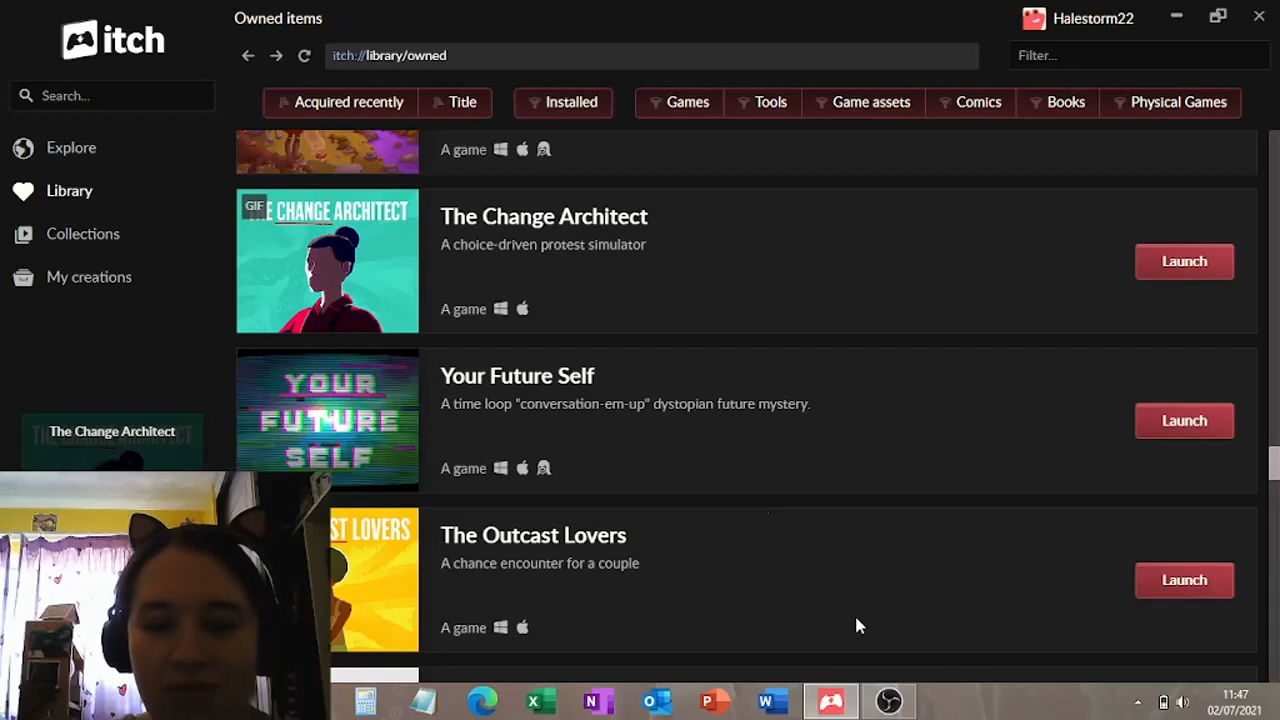 itch
Owned items
Halestorm22
itch://library/owned
Filter...
Search...
Acquired recently
Title
Installed
Games
Tools
Game assets
Comics
Books
Physical Games
Explore
Library
Collections
My creations
The Change Architect
A game
GIF
E CHANGE ARCHITECT
The Change Architect
A choice-driven protest simulator
A game
Launch
YOUR
FUTURE
SELF
Your Future Self
A time loop "conversation-em-up" dystopian future mystery.
A game
Launch
ST LOVERS
The Outcast Lovers
A chance encounter for a couple
A game
Launch
11:47
02/07/2021